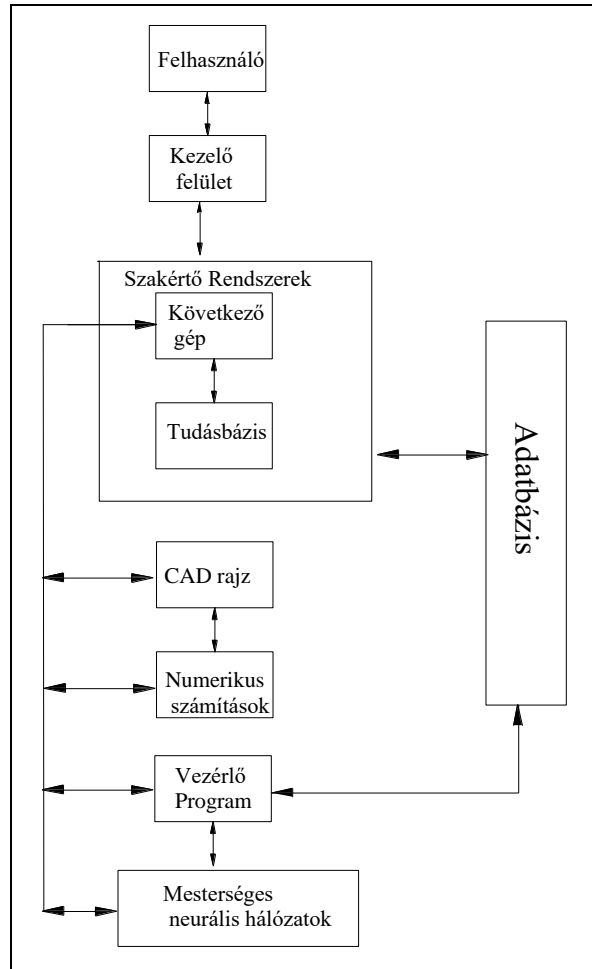 Felhasználó
Kezelő
felület
Szakértő Rendszerek
Következő
gép
Tudásbázis
Adatbázis
CAD rajz
Numerikus
számítások
Vezérlő
Program
Mesterséges
neurális hálózatok